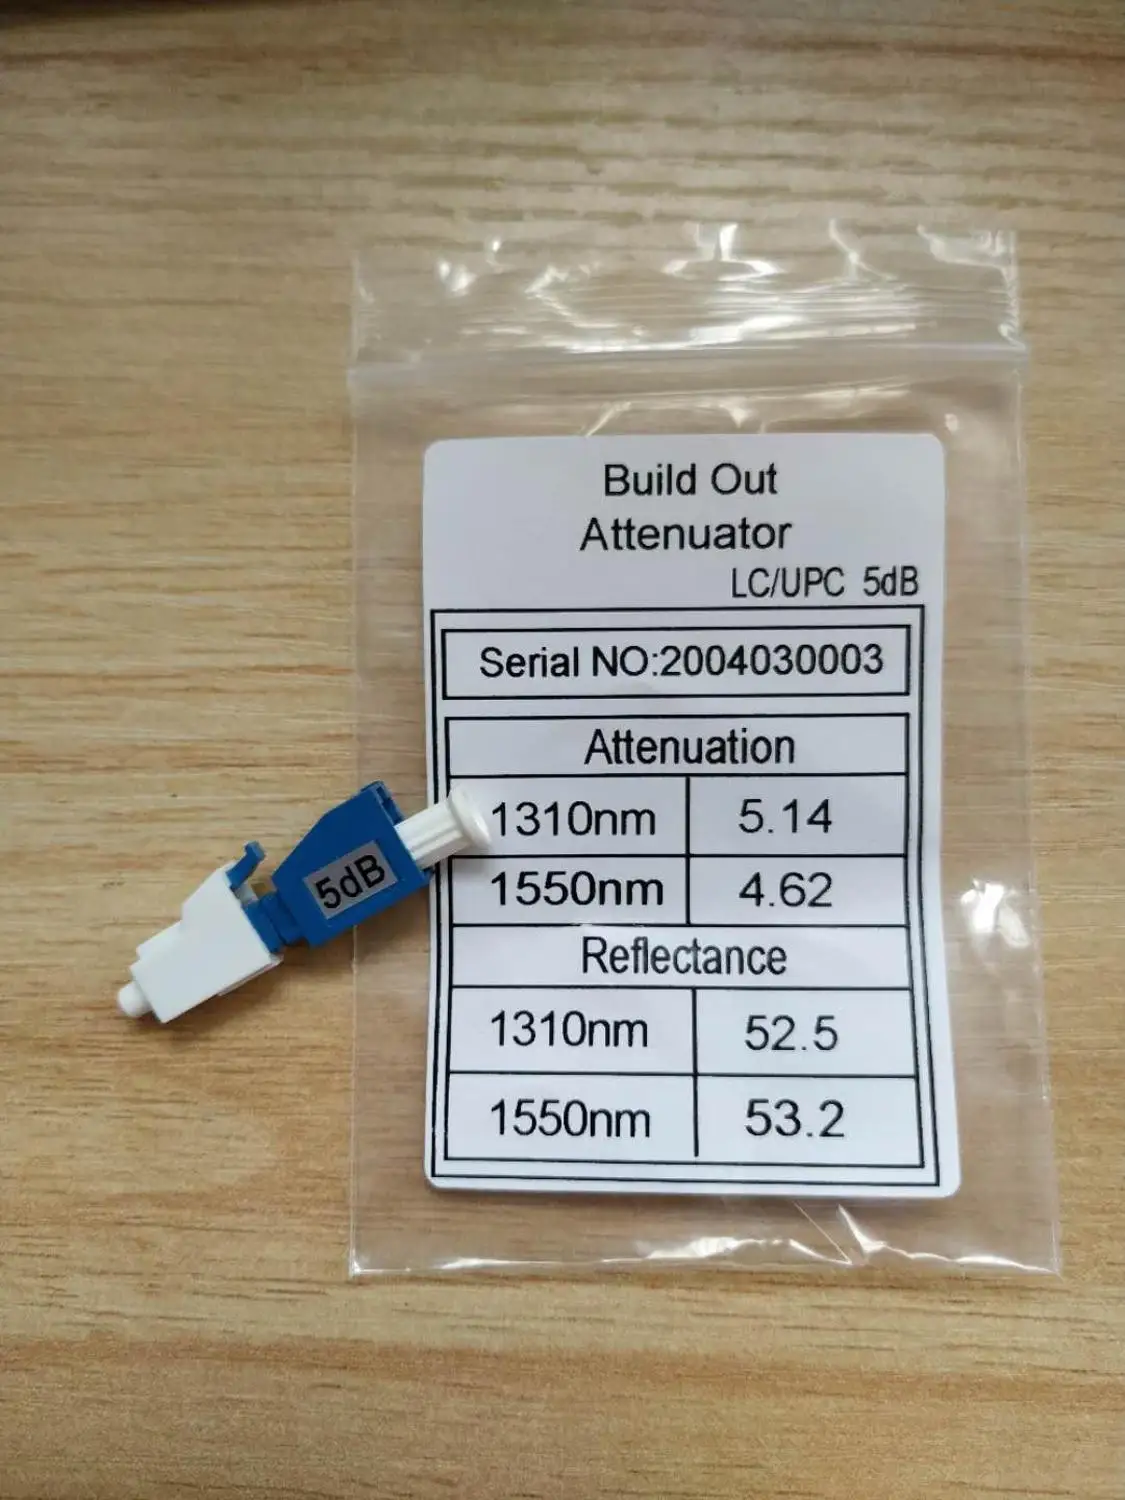 Build Out
Attenuator
LC/UPC 5dB
Serial NO:2004030003
Attenuation
1310nm 5.14
1550nm 4.62
Reflectance
1310nm 52.5
1550nm 53.2
5dB